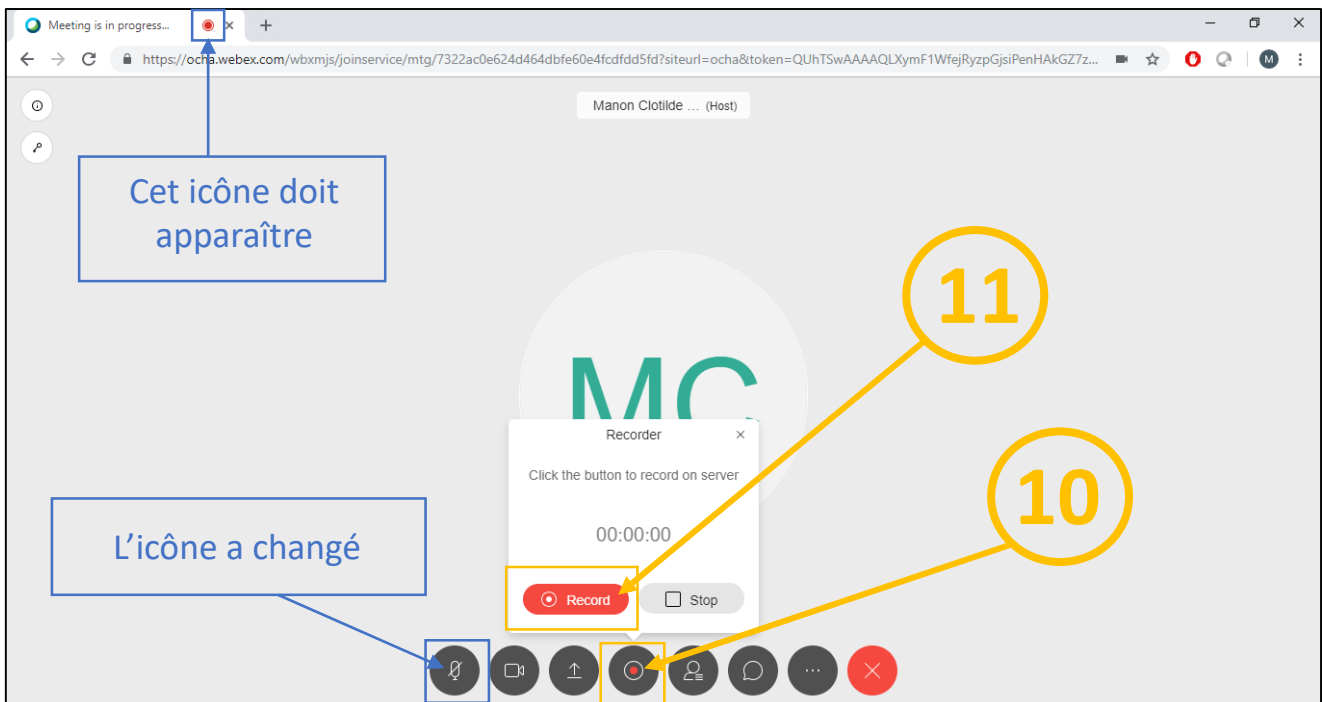 Meeting is in progress...
https://ocha.webex.com/wbxmjs/joinservice/mtg/7322ac0e624d464dbfe60e4fcdfdd5fd?siteurl=ocha&token=QUhTSwAAAAQLXymF1WfejRyzpGjsiPenHAkGZ7z...
M
Manon Clotilde ... (Host)
Cet icône doit
apparaître
11
MC
Recorder
Click the button to record on server
10
L’icône a changé
00:00:00
Record
Stop